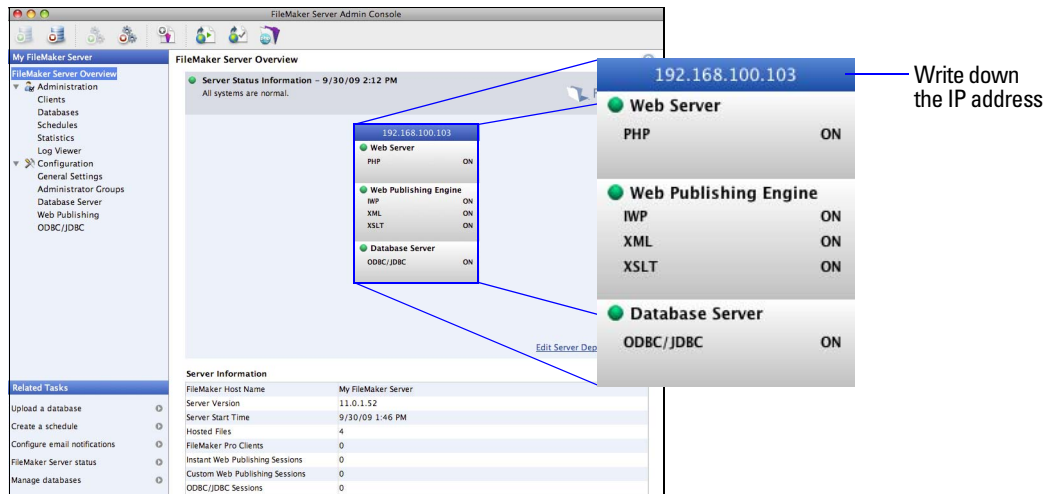 FileMaker Server Admin Console
My FileMaker Server
FileMaker Server Overview
Administration
Clients
Databases
Schedules
Statistics
Log Viewer
Configuration
General Settings
Administrator Groups
Database Server
Web Publishing
ODBC/JDBC
Related Tasks
Upload a database
Create a schedule
Configure email notifications
FileMaker Server status
Manage databases
FileMaker Server Overview
Server Status Information – 9/30/09 2:12 PM
All systems are normal.
192.168.100.103
Web Server
PHP ON
Web Publishing Engine
IWP ON
XML ON
XSLT ON
Database Server
ODBC/JDBC ON
Edit Server Dep
Server Information
FileMaker Host Name My FileMaker Server
Server Version 11.0.1.52
Server Start Time 9/30/09 1:46 PM
Hosted Files 4
FileMaker Pro Clients 0
Instant Web Publishing Sessions 0
Custom Web Publishing Sessions 0
ODBC/JDBC Sessions 0
192.168.100.103
Web Server
PHP ON
Web Publishing Engine
IWP ON
XML ON
XSLT ON
Database Server
ODBC/JDBC ON
Write down
the IP address